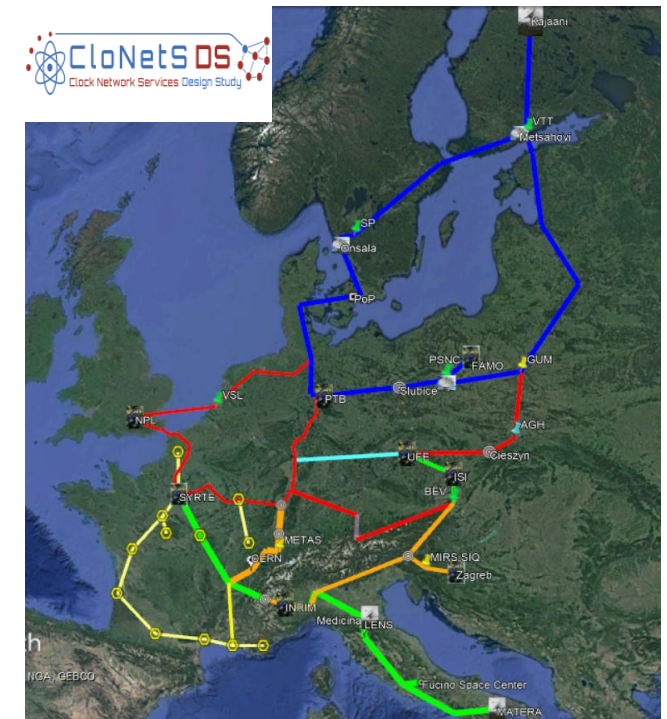 CloNetS DS
Clock Network Services Design Study
Kajaani
VTT
Metsahovi
SP
Onsala
PoP
PSNC
FAMO
GUM
Slubice
PTB
VSL
NPL
AGH
UFE
Cieszyn
ISI
SYRTE
BEV
METAS
CERN
MIRS-SIQ
Zagreb
INRIM
Medicina
LENS
Fucino Space Center
MATERA
NGA, GEBCO